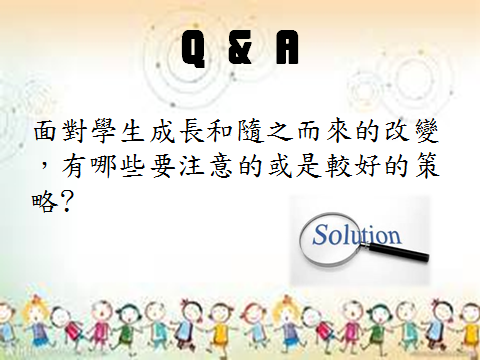 Q & A
面對學生成長和隨之而來的改變
，有哪些要注意的或是較好的策
略?
Solution